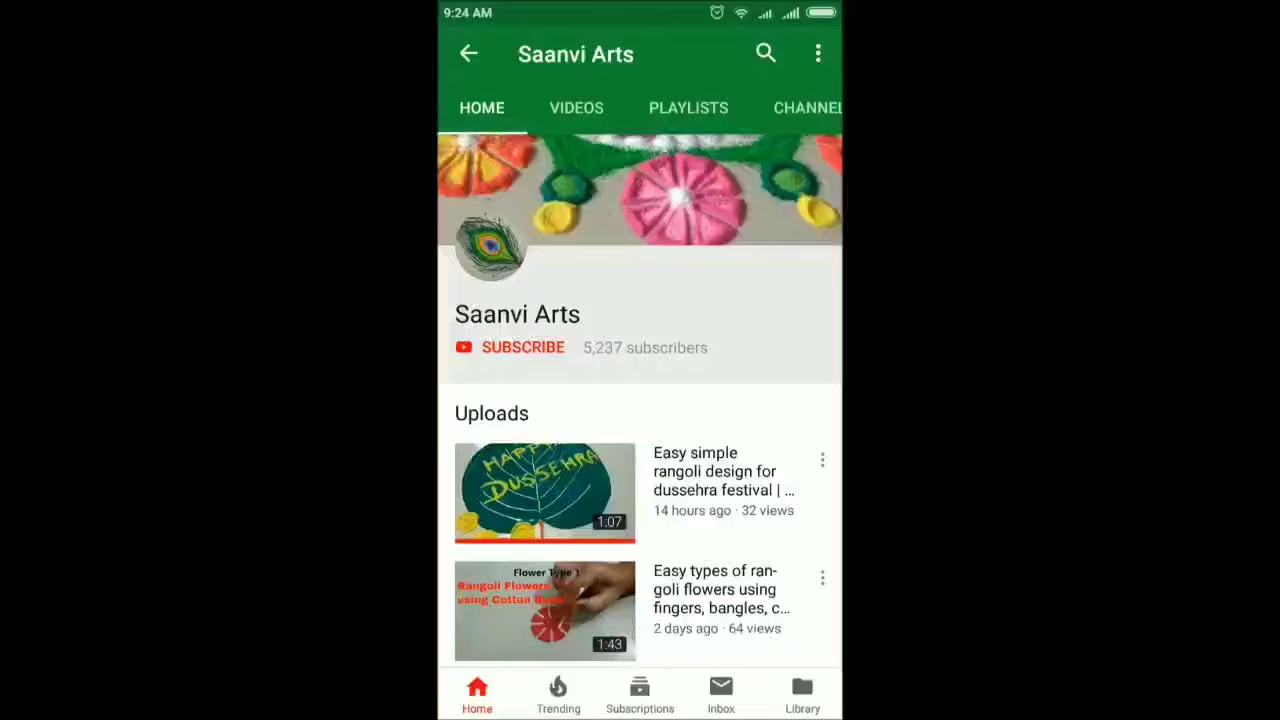 9:24 AM
Saanvi Arts
HOME VIDEOS PLAYLISTS CHANNEL
Saanvi Arts
SUBSCRIBE 5,237 subscribers
Uploads
HAPPY
DUSSEHRA
1:07
Easy simple
rangoli design for
dussehra festival | ...
14 hours ago · 32 views
Flower Type 1
Rangoli Flowers
using Cotton
1:43
Easy types of ran-
goli flowers using
fingers, bangles, c...
2 days ago · 64 views
Home Trending Subscriptions Inbox Library